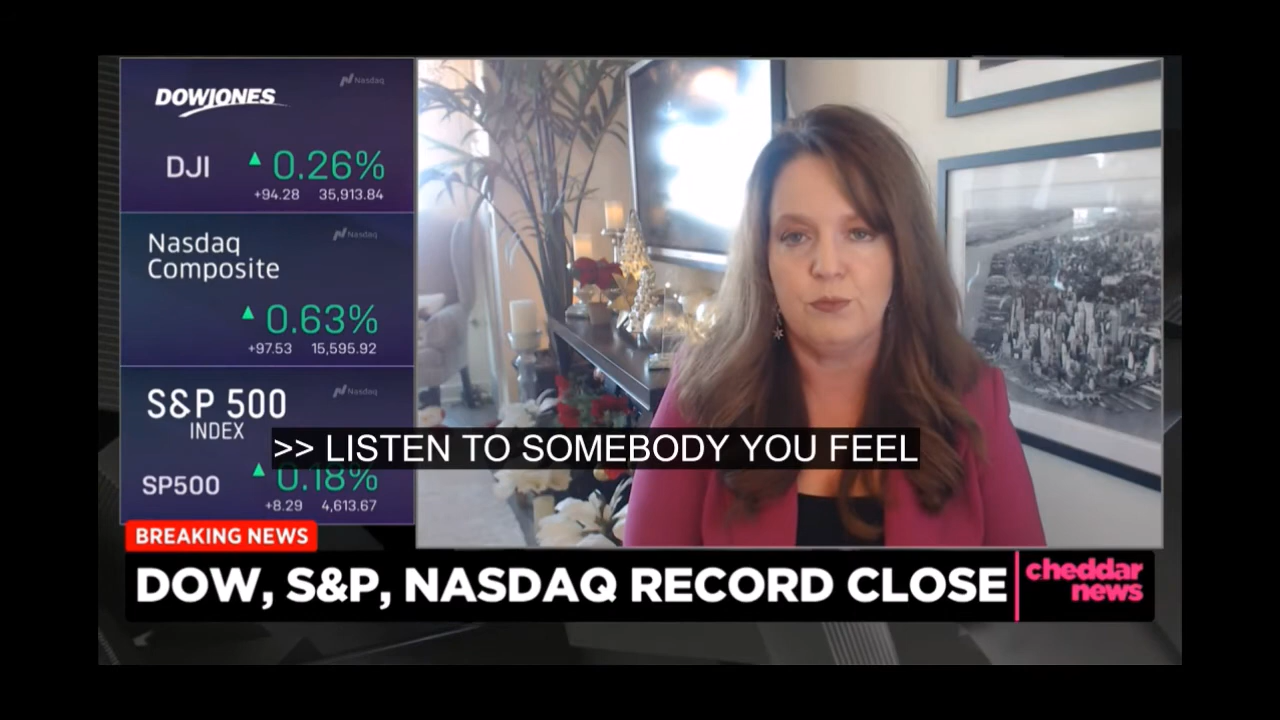 DOWJONES
Nasdaq
DJI
▲ 0.26%
+94.28 35,913.84
Nasdaq
Nasdaq
Composite
▲ 0.63%
+97.53 15,595.92
Nasdaq
S&P 500
INDEX
>> LISTEN TO SOMEBODY YOU FEEL
SP500
▲ 0.18%
+8.29 4,613.67
BREAKING NEWS
DOW, S&P, NASDAQ RECORD CLOSE
cheddar
news